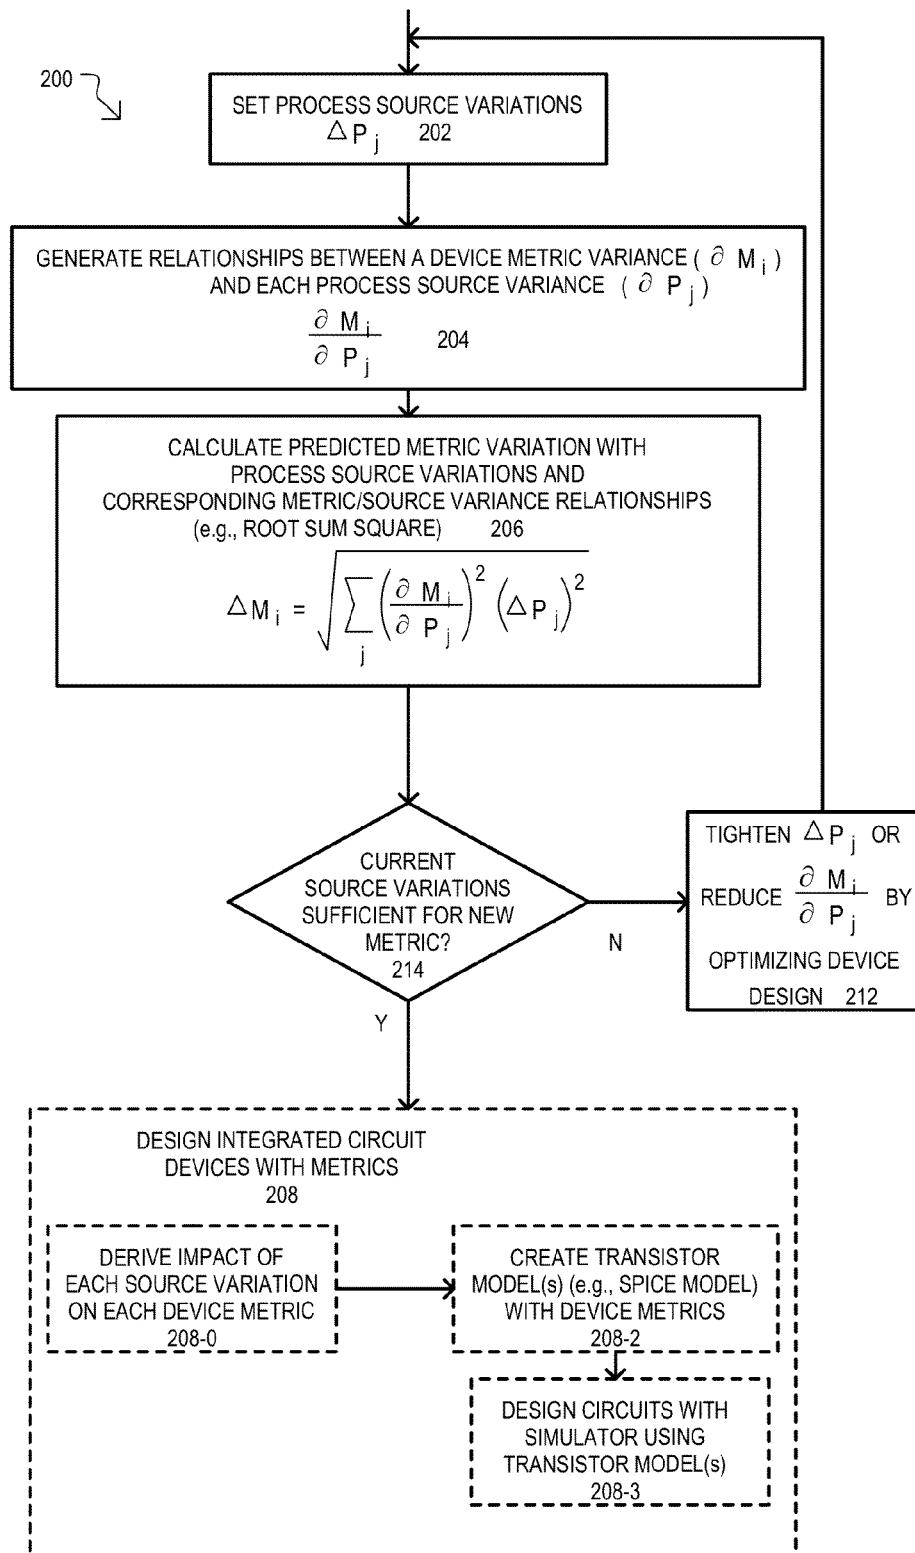 200
SET PROCESS SOURCE VARIATIONS
△ P j 202
GENERATE RELATIONSHIPS BETWEEN A DEVICE METRIC VARIANCE ( ∂ M i )
AND EACH PROCESS SOURCE VARIANCE ( ∂ P j )
∂ M i
∂ P j
204
CALCULATE PREDICTED METRIC VARIATION WITH
PROCESS SOURCE VARIATIONS AND
CORRESPONDING METRIC/SOURCE VARIANCE RELATIONSHIPS
(e.g., ROOT SUM SQUARE) 206
△ M i = √ ∑ j ( ∂ M i / ∂ P j ) 2 ( △ P j ) 2
CURRENT
SOURCE VARIATIONS
SUFFICIENT FOR NEW
METRIC?
214
N
Y
TIGHTEN △ P j OR
REDUCE ∂ M i / ∂ P j BY
OPTIMIZING DEVICE
DESIGN 212
DESIGN INTEGRATED CIRCUIT
DEVICES WITH METRICS
208
DERIVE IMPACT OF
EACH SOURCE VARIATION
ON EACH DEVICE METRIC
208-0
CREATE TRANSISTOR
MODEL(s) (e.g., SPICE MODEL)
WITH DEVICE METRICS
208-2
DESIGN CIRCUITS WITH
SIMULATOR USING
TRANSISTOR MODEL(s)
208-3